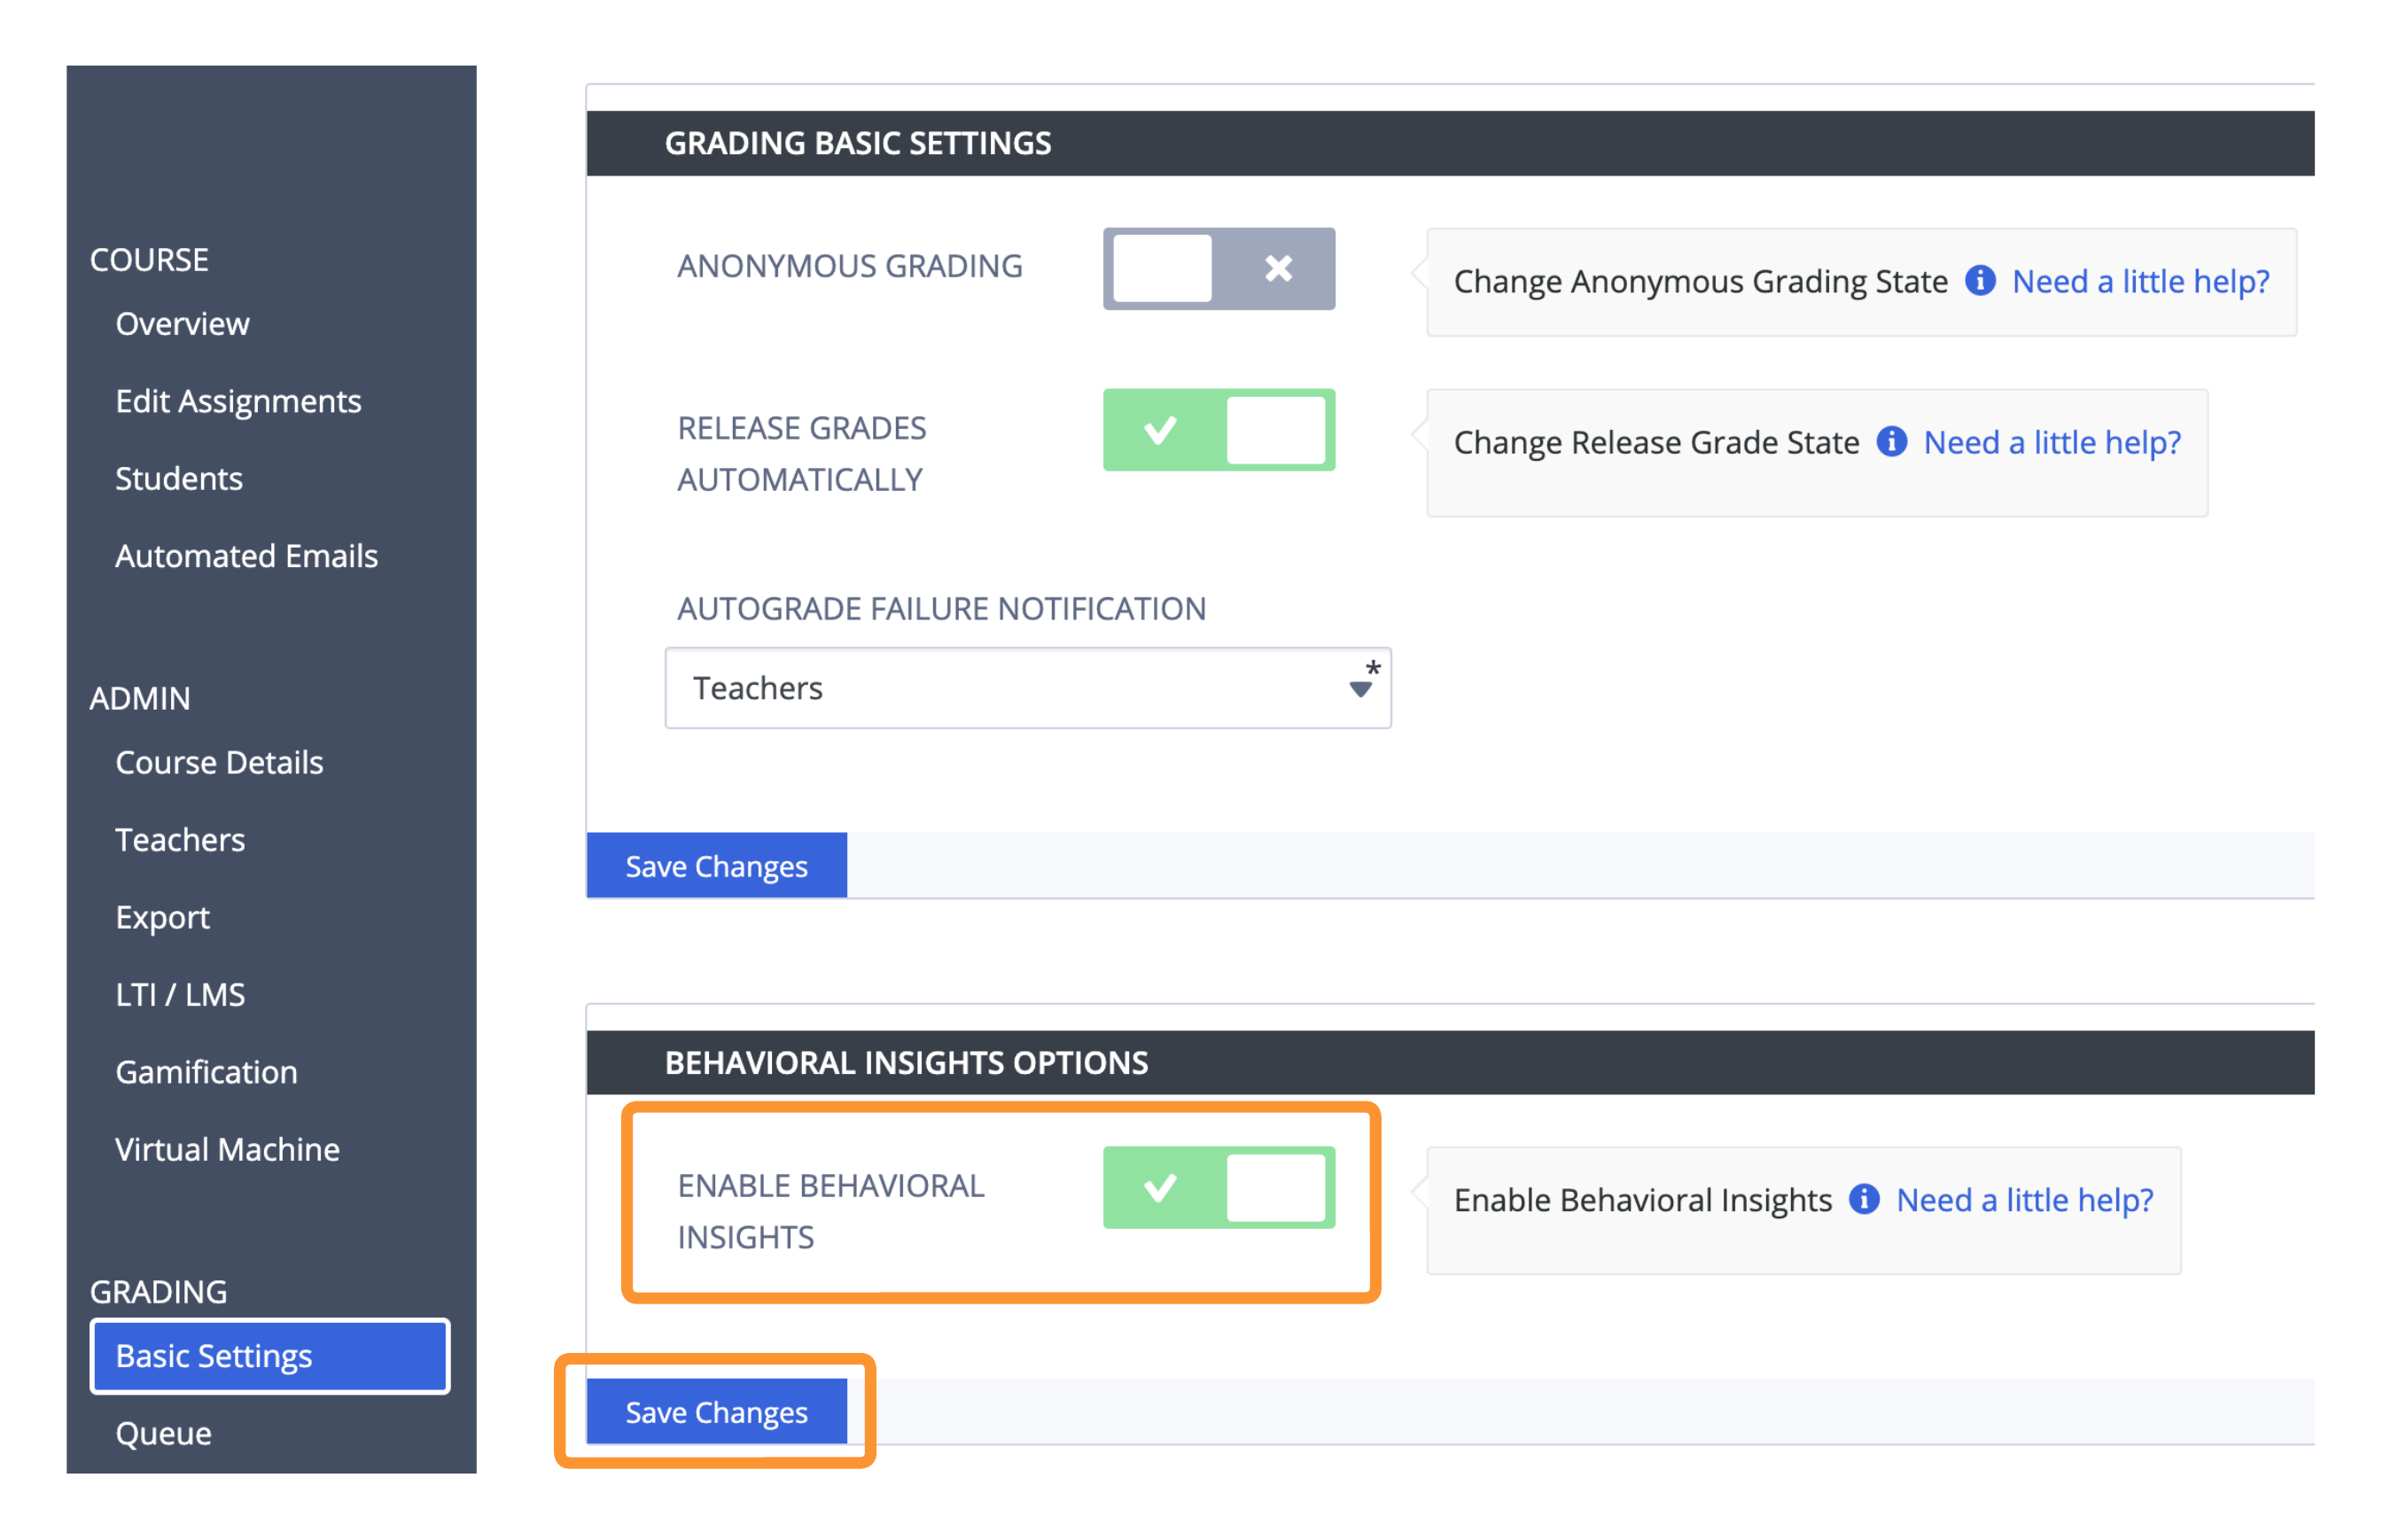 COURSE
Overview
Edit Assignments
Students
Automated Emails
ADMIN
Course Details
Teachers
Export
LTI / LMS
Gamification
Virtual Machine
GRADING
Basic Settings
Queue
GRADING BASIC SETTINGS
ANONYMOUS GRADING
Change Anonymous Grading State Need a little help?
RELEASE GRADES
AUTOMATICALLY
Change Release Grade State Need a little help?
AUTOGRADE FAILURE NOTIFICATION
Teachers *
Save Changes
BEHAVIORAL INSIGHTS OPTIONS
ENABLE BEHAVIORAL
INSIGHTS
Enable Behavioral Insights Need a little help?
Save Changes